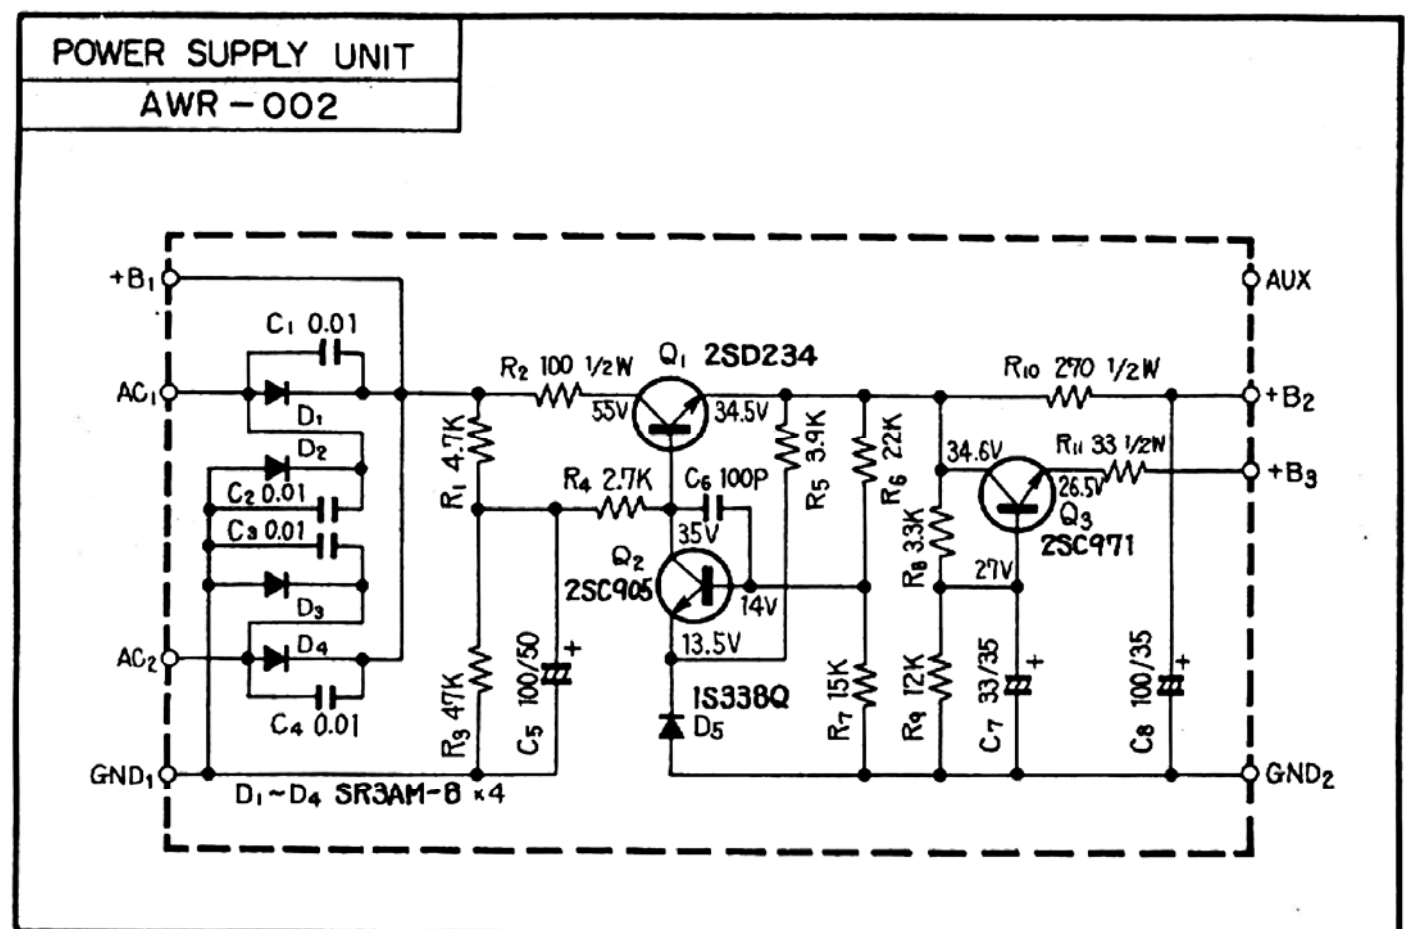 POWER SUPPLY UNIT
AWR-002
+B1
AUX
C1 0.01
AC1
D1
R2 100 1/2W
Q1 2SD234
55V
34.5V
R10 270 1/2W
+B2
D2
R1 4.7K
R5 3.9K
R6 22K
34.6V
R11 33 1/2W
+B3
26.5V
C2 0.01
R4 2.7K
C6 100P
Q3
2SC971
C3 0.01
35V
Q2
2SC905
R8 3.3K
27V
D3
14V
AC2
D4
13.5V
C4 0.01
R3 47K
C5 100/50
+
1S338Q
D5
R7 15K
R9 12K
C7 33/35
+
C8 100/35
+
GND1
GND2
D1~D4 SR3AM-8 ×4